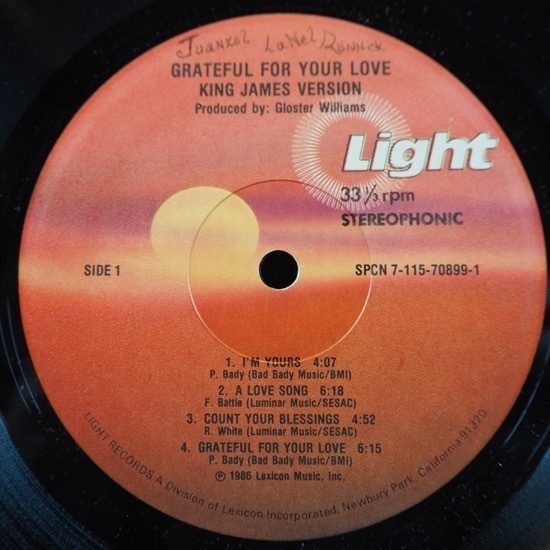 GRATEFUL FOR YOUR LOVE
KING JAMES VERSION
Produced by: Gloster Williams
Light
33 1/3 rpm
STEREOPHONIC
SIDE 1
SPCN 7-115-70899-1
1. I'M YOURS 4:07
P. Bady (Bad Bady Music/BMI)
2. A LOVE SONG 6:18
F. Battle (Luminar Music/SESAC)
3. COUNT YOUR BLESSINGS 4:52
R. White (Luminar Music/SESAC)
4. GRATEFUL FOR YOUR LOVE 6:15
P. Bady (Bad Bady Music/BMI)
℗ 1986 Lexicon Music, Inc.
LIGHT RECORDS A Division of Lexicon Incorporated, Newbury Park, California 91320